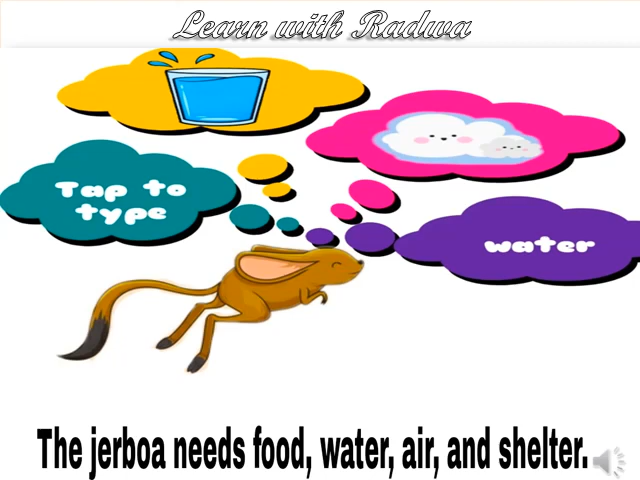 Learn with Radwa
Tap to
type
water
The jerboa needs food, water, air, and shelter.